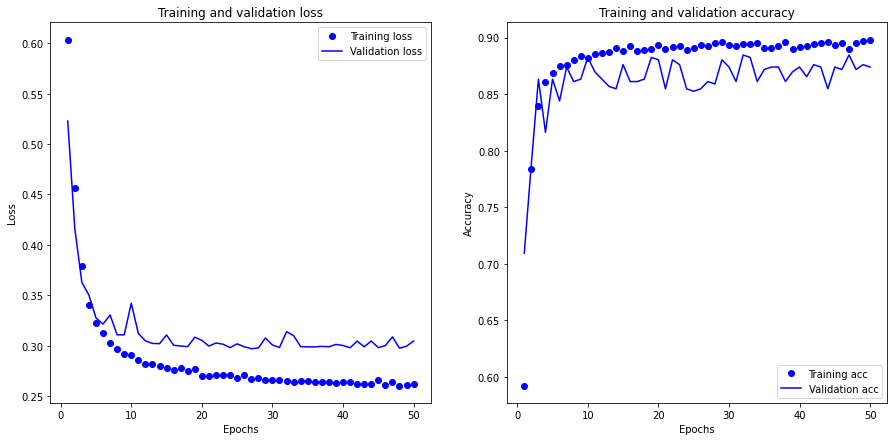 Training and validation loss
0.60
0.55
0.50
0.45
0.40
0.35
0.30
0.25
Loss
Training loss
Validation loss
0
10
20
30
40
50
Epochs
Training and validation accuracy
0.90
0.85
0.80
0.75
0.70
0.65
0.60
Accuracy
Training acc
Validation acc
0
10
20
30
40
50
Epochs